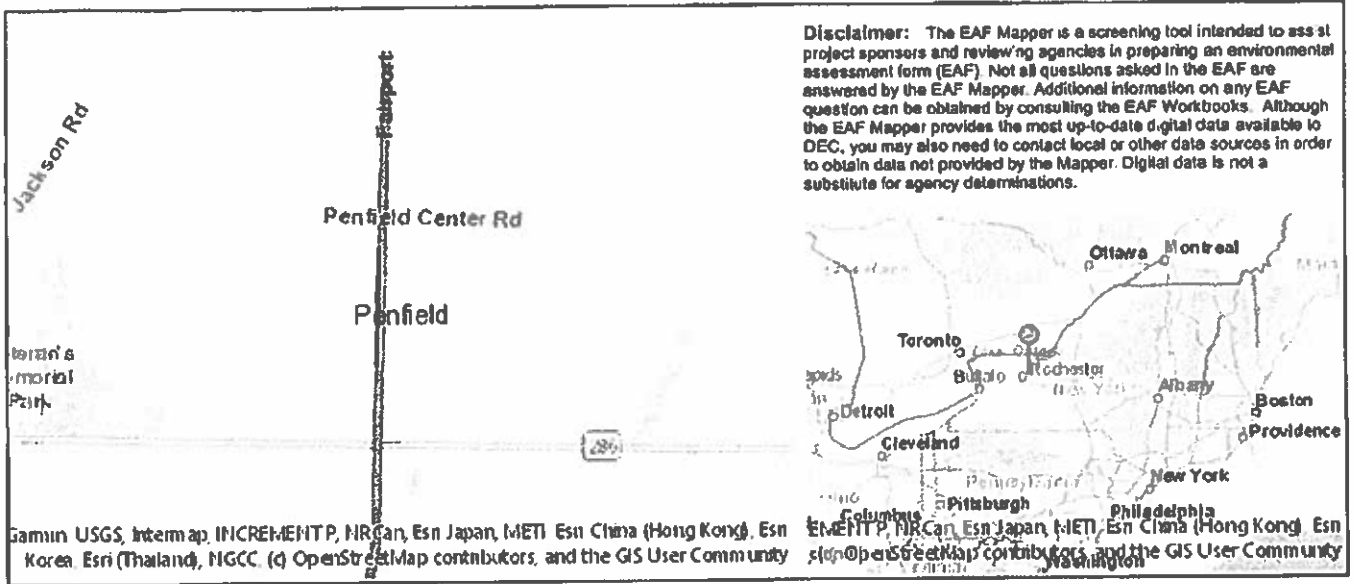 Fairport
Jackson Rd
Penfield Center Rd
Penfield
Park
286
Garmin USGS, Intermap, INCREMENT P, NRCan, Esri Japan, METI Esri China (Hong Kong), Esri
Korea Esri (Thailand), NGCC, (c) OpenStreetMap contributors, and the GIS User Community
Disclaimer: The EAF Mapper is a screening tool intended to assist
project sponsors and reviewing agencies in preparing an environmental
assessment form (EAF). Not all questions asked in the EAF are
answered by the EAF Mapper. Additional information on any EAF
question can be obtained by consulting the EAF Workbooks. Although
the EAF Mapper provides the most up-to-date digital data available to
DEC, you may also need to contact local or other data sources in order
to obtain data not provided by the Mapper. Digital data is not a
substitute for agency determinations.
Ottawa
Montreal
Toronto
Rochester
Buffalo
Albany
Detroit
Boston
Providence
Cleveland
New York
Pittsburgh
Philadelphia
Columbus
EMENT P, NRCan, Esri Japan, METI, Esri China (Hong Kong), Esri
OpenStreetMap contributors, and the GIS User Community
Washington